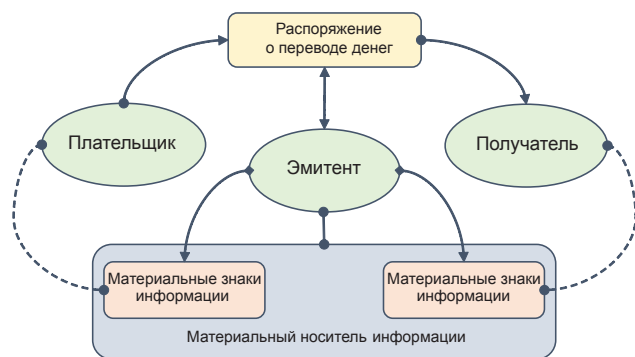 Распоряжение
о переводе денег
Плательщик
Эмитент
Получатель
Материальные знаки
информации
Материальные знаки
информации
Материальный носитель информации